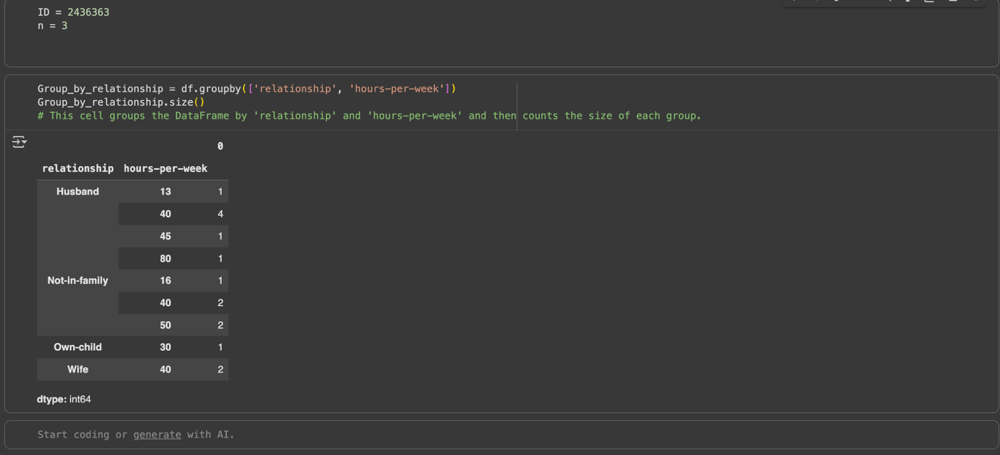 ID = 2436363
n = 3
Group_by_relationship = df.groupby(['relationship', 'hours-per-week'])
Group_by_relationship.size()
# This cell groups the DataFrame by 'relationship' and 'hours-per-week' and then counts the size of each group.
0
relationship hours-per-week
Husband 13 1
40 4
45 1
80 1
Not-in-family 16 1
40 2
50 2
Own-child 30 1
Wife 40 2
dtype: int64
Start coding or generate with AI.